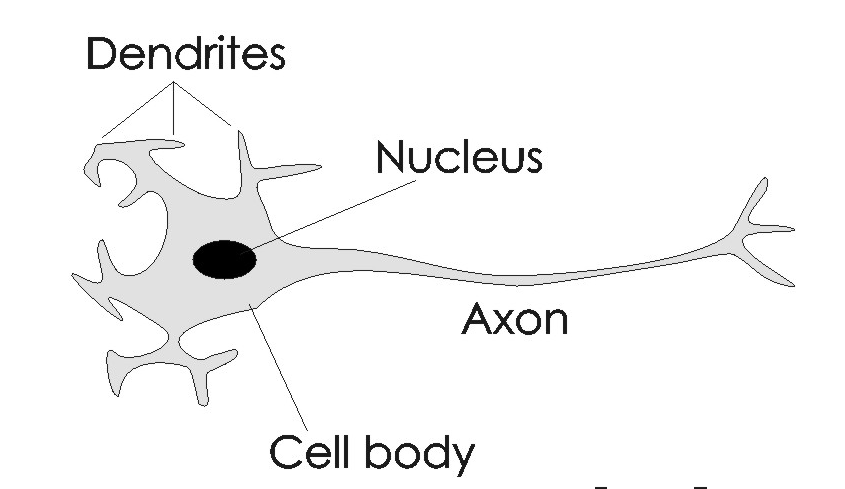 Dendrites
Nucleus
Axon
Cell body